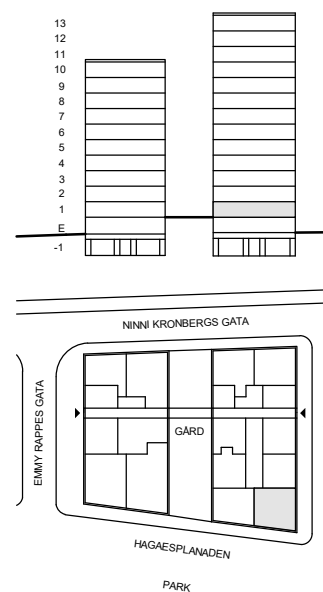 13
12
11
10
9
8
7
6
5
4
3
2
1
E
-1
NINNI KRONBERGS GATA
EMMY RAPPES GATA
GÅRD
HAGAESPLANADEN
PARK